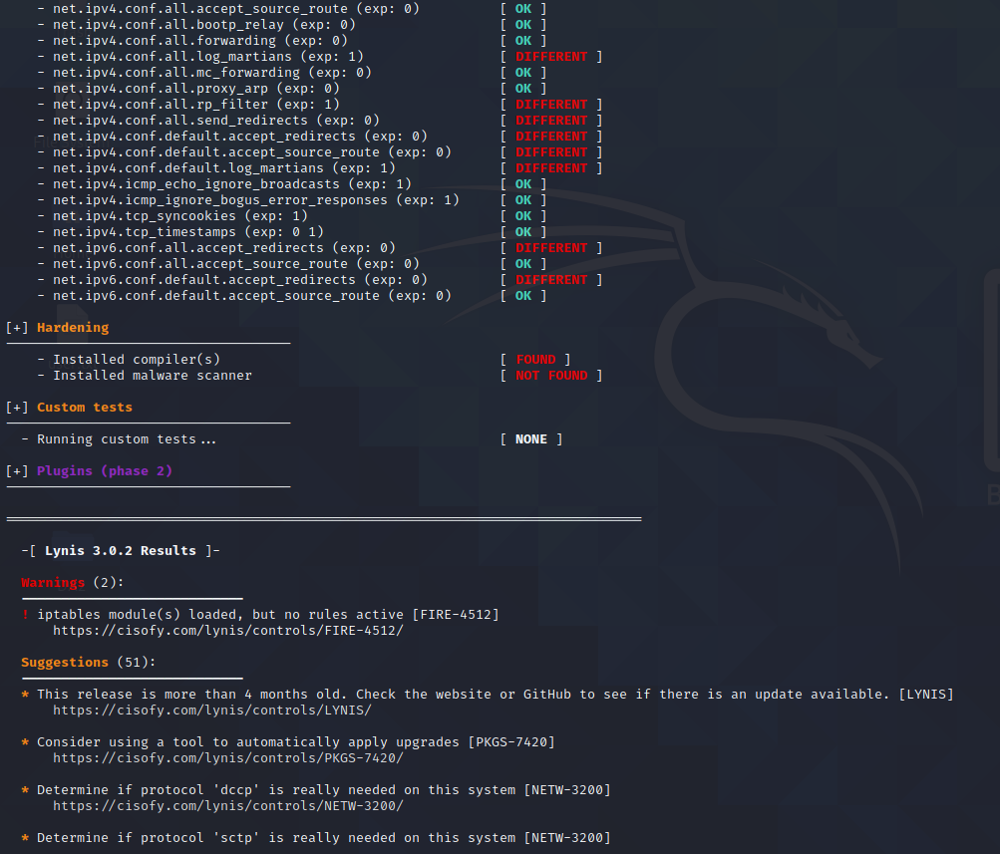 - net.ipv4.conf.all.accept_source_route (exp: 0) [ OK ]
- net.ipv4.conf.all.bootp_relay (exp: 0) [ OK ]
- net.ipv4.conf.all.forwarding (exp: 0) [ OK ]
- net.ipv4.conf.all.log_martians (exp: 1) [ DIFFERENT ]
- net.ipv4.conf.all.mc_forwarding (exp: 0) [ OK ]
- net.ipv4.conf.all.proxy_arp (exp: 0) [ OK ]
- net.ipv4.conf.all.rp_filter (exp: 1) [ DIFFERENT ]
- net.ipv4.conf.all.send_redirects (exp: 0) [ DIFFERENT ]
- net.ipv4.conf.default.accept_redirects (exp: 0) [ DIFFERENT ]
- net.ipv4.conf.default.accept_source_route (exp: 0) [ DIFFERENT ]
- net.ipv4.conf.default.log_martians (exp: 1) [ DIFFERENT ]
- net.ipv4.icmp_echo_ignore_broadcasts (exp: 1) [ OK ]
- net.ipv4.icmp_ignore_bogus_error_responses (exp: 1) [ OK ]
- net.ipv4.tcp_syncookies (exp: 1) [ OK ]
- net.ipv4.tcp_timestamps (exp: 0 1) [ OK ]
- net.ipv6.conf.all.accept_redirects (exp: 0) [ DIFFERENT ]
- net.ipv6.conf.all.accept_source_route (exp: 0) [ OK ]
- net.ipv6.conf.default.accept_redirects (exp: 0) [ DIFFERENT ]
- net.ipv6.conf.default.accept_source_route (exp: 0) [ OK ]
[+] Hardening
- Installed compiler(s) [ FOUND ]
- Installed malware scanner [ NOT FOUND ]
[+] Custom tests
- Running custom tests... [ NONE ]
[+] Plugins (phase 2)
-[ Lynis 3.0.2 Results ]-
Warnings (2):
! iptables module(s) loaded, but no rules active [FIRE-4512]
https://cisofy.com/lynis/controls/FIRE-4512/
Suggestions (51):
* This release is more than 4 months old. Check the website or GitHub to see if there is an update available. [LYNIS]
https://cisofy.com/lynis/controls/LYNIS/
* Consider using a tool to automatically apply upgrades [PKGS-7420]
https://cisofy.com/lynis/controls/PKGS-7420/
* Determine if protocol 'dccp' is really needed on this system [NETW-3200]
https://cisofy.com/lynis/controls/NETW-3200/
* Determine if protocol 'sctp' is really needed on this system [NETW-3200]